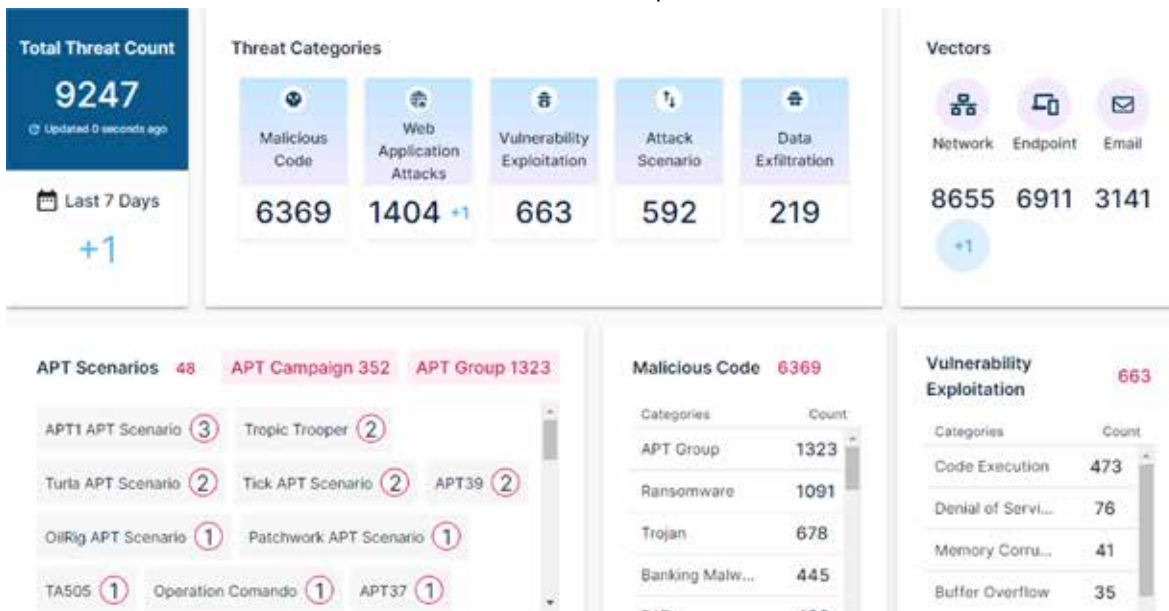 Total Threat Count
9247
Updated 0 seconds ago
Last 7 Days
+1
Threat Categories
Malicious
Code
6369
Web
Application
Attacks
1404 +1
Vulnerability
Exploitation
663
Attack
Scenario
592
Data
Exfiltration
219
Vectors
Network Endpoint Email
8655 6911 3141
+1
APT Scenarios 48 APT Campaign 352 APT Group 1323
APT1 APT Scenario 3 Tropic Trooper 2
Turla APT Scenario 2 Tick APT Scenario 2 APT39 2
OilRig APT Scenario 1 Patchwork APT Scenario 1
TA505 1 Operation Comando 1 APT37 1
Malicious Code 6369
Categories Count
APT Group 1323
Ransomware 1091
Trojan 678
Banking Malw... 445
Vulnerability
Exploitation 663
Categories Count
Code Execution 473
Denial of Servi... 76
Memory Corru... 41
Buffer Overflow 35